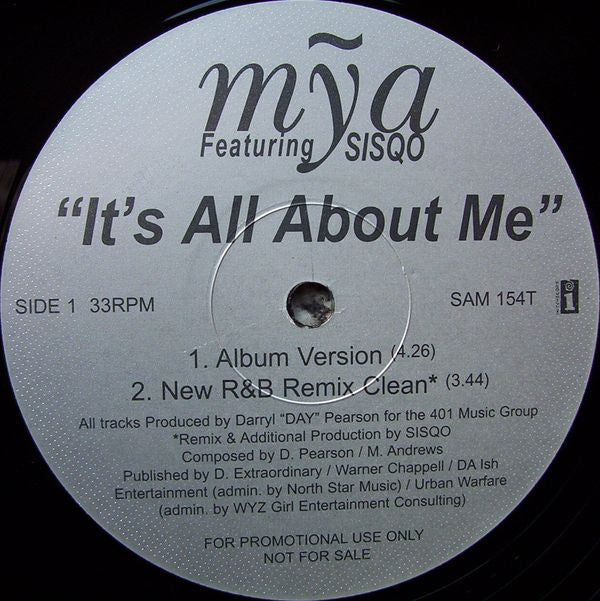 mỹa
Featuring SISQO
“It's All About Me”
SIDE 1 33RPM
SAM 154T
INTERSCOPE
i
1. Album Version (4.26)
2. New R&B Remix Clean* (3.44)
All tracks Produced by Darryl “DAY” Pearson for the 401 Music Group
*Remix & Additional Production by SISQO
Composed by D. Pearson / M. Andrews
Published by D. Extraordinary / Warner Chappell / DA Ish
Entertainment (admin. by North Star Music) / Urban Warfare
(admin. by WYZ Girl Entertainment Consulting)
FOR PROMOTIONAL USE ONLY
NOT FOR SALE